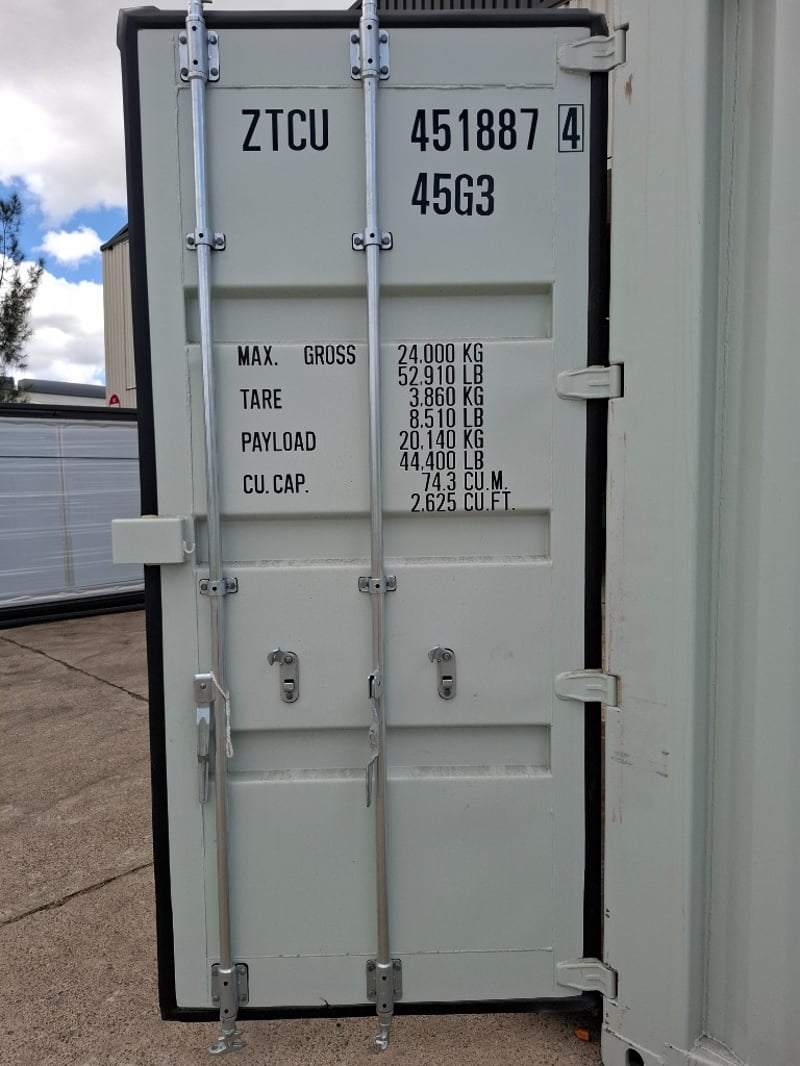 ZTCU 451887 4
45G3
MAX. GROSS 24,000 KG
52,910 LB
TARE 3,860 KG
8,510 LB
PAYLOAD 20,140 KG
44,400 LB
CU. CAP. 74.3 CU.M.
2,625 CU.FT.